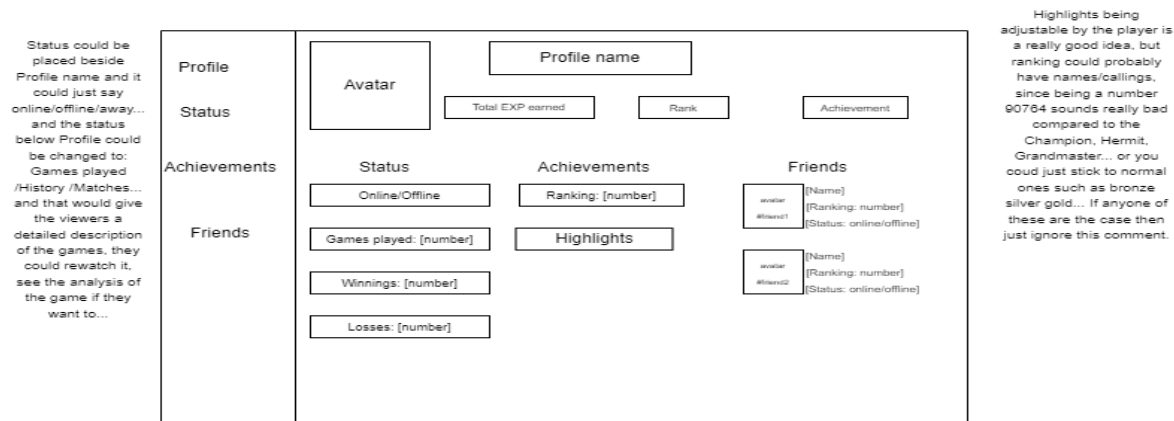 Status could be
placed beside
Profile name and it
could just say
online/offline/away...
and the status
below Profile could
be changed to:
Games played
/History /Matches...
and that would give
the viewers a
detailed description
of the games, they
could rewatch it,
see the analysis of
the game if they
want to...
Profile
Status
Achievements
Friends
Avatar
Profile name
Total EXP earned
Rank
Achievement
Status
Online/Offline
Games played: [number]
Winnings: [number]
Losses: [number]
Achievements
Ranking: [number]
Highlights
Friends
avatar
#friend1
[Name]
[Ranking: number]
[Status: online/offline]
avatar
#friend2
[Name]
[Ranking: number]
[Status: online/offline]
Highlights being
adjustable by the player is
a really good idea, but
ranking could probably
have names/callings,
since being a number
90764 sounds really bad
compared to the
Champion, Hermit,
Grandmaster... or you
coud just stick to normal
ones such as bronze
silver gold... If anyone of
these are the case then
just ignore this comment.